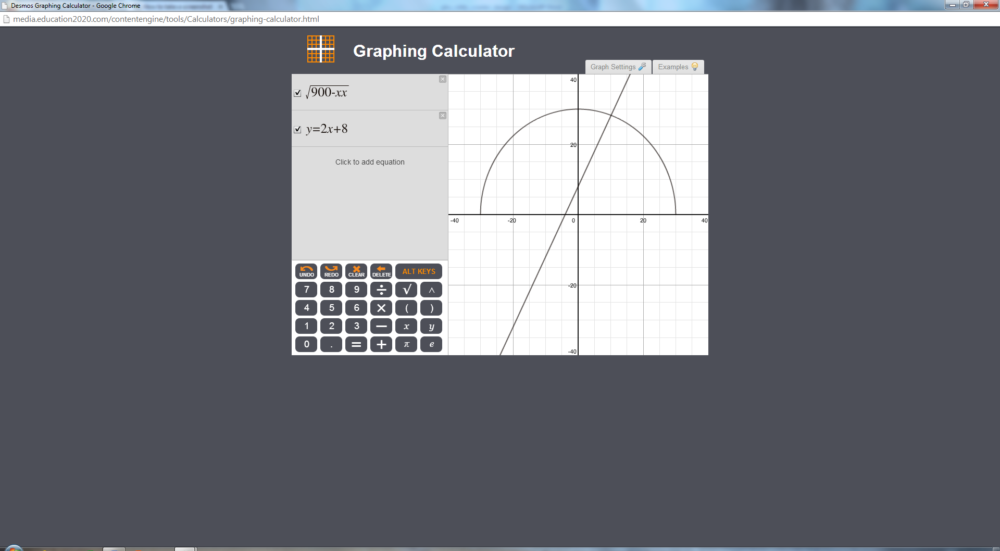 Desmos Graphing Calculator - Google Chrome
media.education2020.com/contentengine/tools/Calculators/graphing-calculator.html
Graphing Calculator
Graph Settings
Examples
√900-xx
y=2x+8
Click to add equation
40
20
-40
-20
0
20
40
-20
-40
UNDO REDO CLEAR DELETE ALT KEYS
7 8 9 ÷ √ ^
4 5 6 × ( )
1 2 3 − x y
0 . = + π e